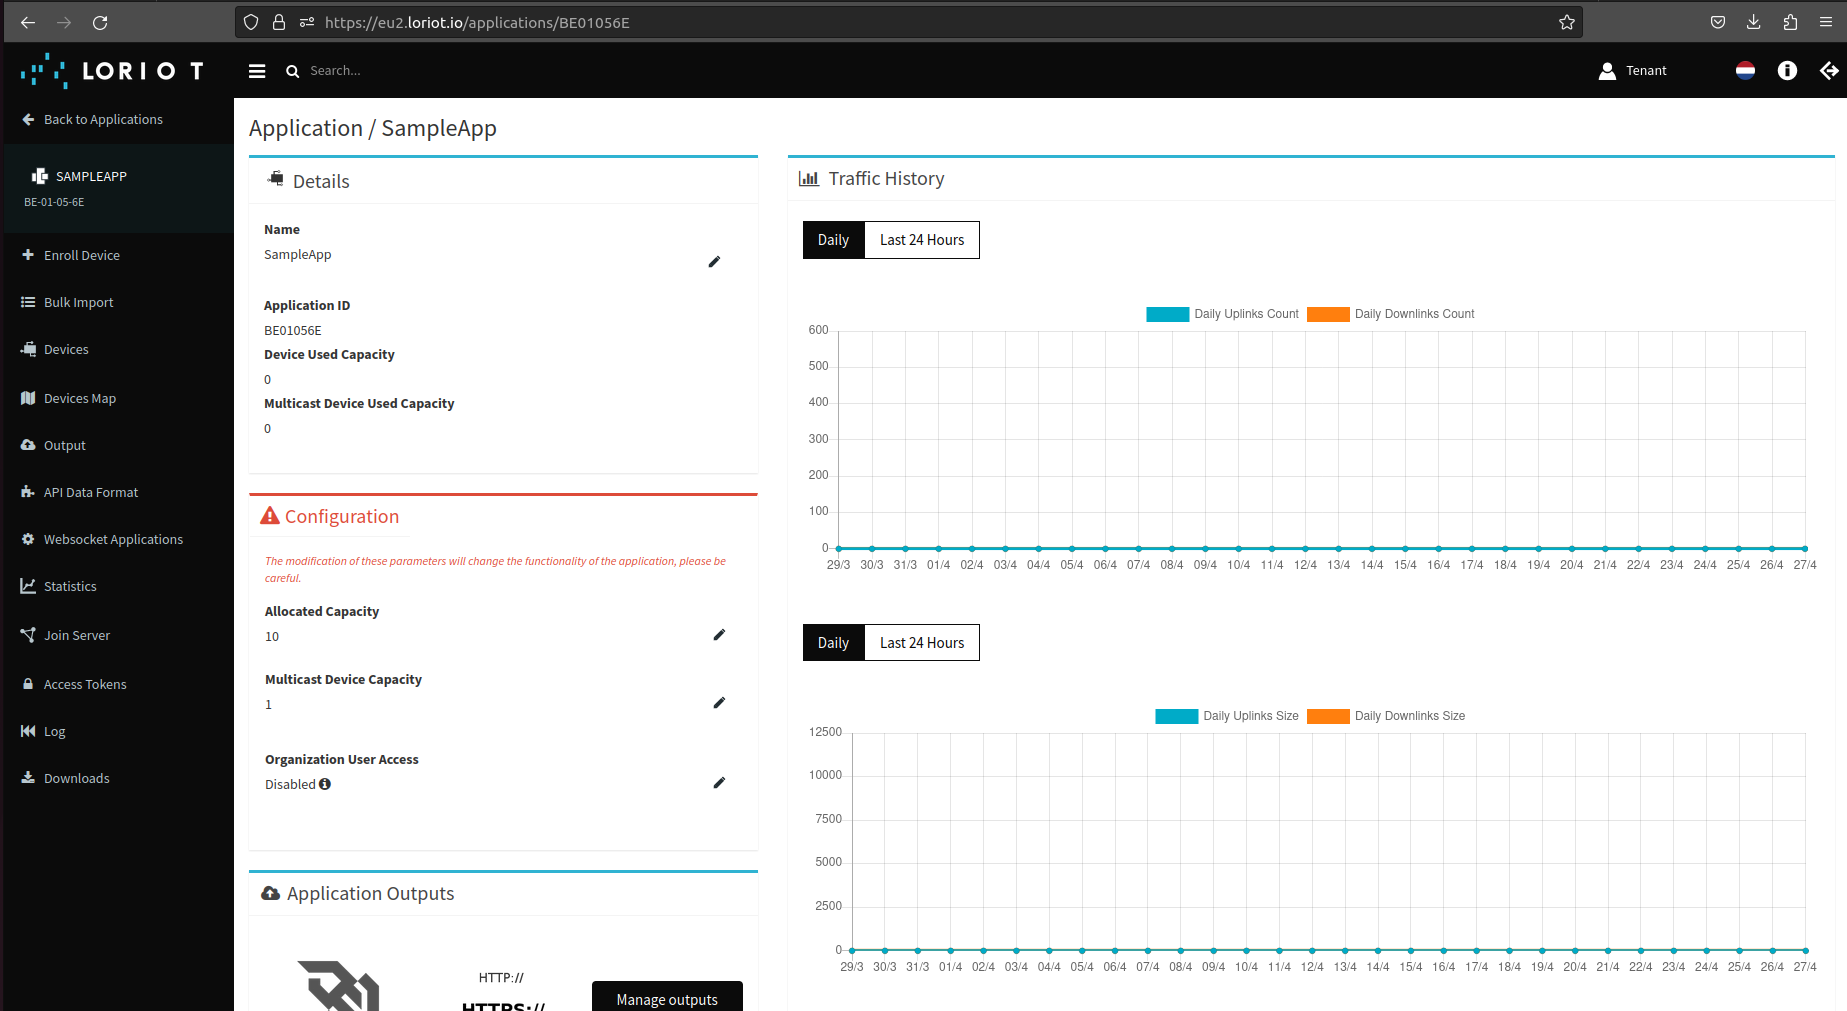 https://eu2.loriot.io/applications/BE01056E
LORIOT
Search...
Tenant
Back to Applications
SAMPLEAPP
BE-01-05-6E
Enroll Device
Bulk Import
Devices
Devices Map
Output
API Data Format
Websocket Applications
Statistics
Join Server
Access Tokens
Log
Downloads
Application / SampleApp
Details
Name
SampleApp
Application ID
BE01056E
Device Used Capacity
0
Multicast Device Used Capacity
0
Configuration
The modification of these parameters will change the functionality of the application, please be
careful.
Allocated Capacity
10
Multicast Device Capacity
1
Organization User Access
Disabled
Application Outputs
HTTP://
HTTPS://
Manage outputs
Traffic History
Daily Last 24 Hours
Daily Uplinks Count Daily Downlinks Count
600
500
400
300
200
100
0
29/3 30/3 31/3 01/4 02/4 03/4 04/4 05/4 06/4 07/4 08/4 09/4 10/4 11/4 12/4 13/4 14/4 15/4 16/4 17/4 18/4 19/4 20/4 21/4 22/4 23/4 24/4 25/4 26/4 27/4
Daily Last 24 Hours
Daily Uplinks Size Daily Downlinks Size
12500
10000
7500
5000
2500
0
29/3 30/3 31/3 01/4 02/4 03/4 04/4 05/4 06/4 07/4 08/4 09/4 10/4 11/4 12/4 13/4 14/4 15/4 16/4 17/4 18/4 19/4 20/4 21/4 22/4 23/4 24/4 25/4 26/4 27/4